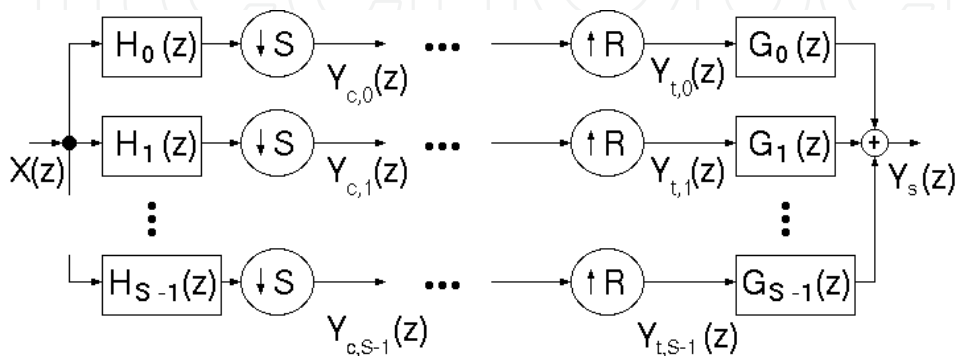 H₀(z) ↓ S ••• ↑ R G₀(z)
Y_c,0(z) Y_t,0(z)
H₁(z) ↓ S ••• ↑ R G₁(z) +
X(z) Y_c,1(z) Y_t,1(z) Y_s(z)
H_S-1(z) ↓ S ••• ↑ R G_S-1(z)
Y_c,S-1(z) Y_t,S-1(z)